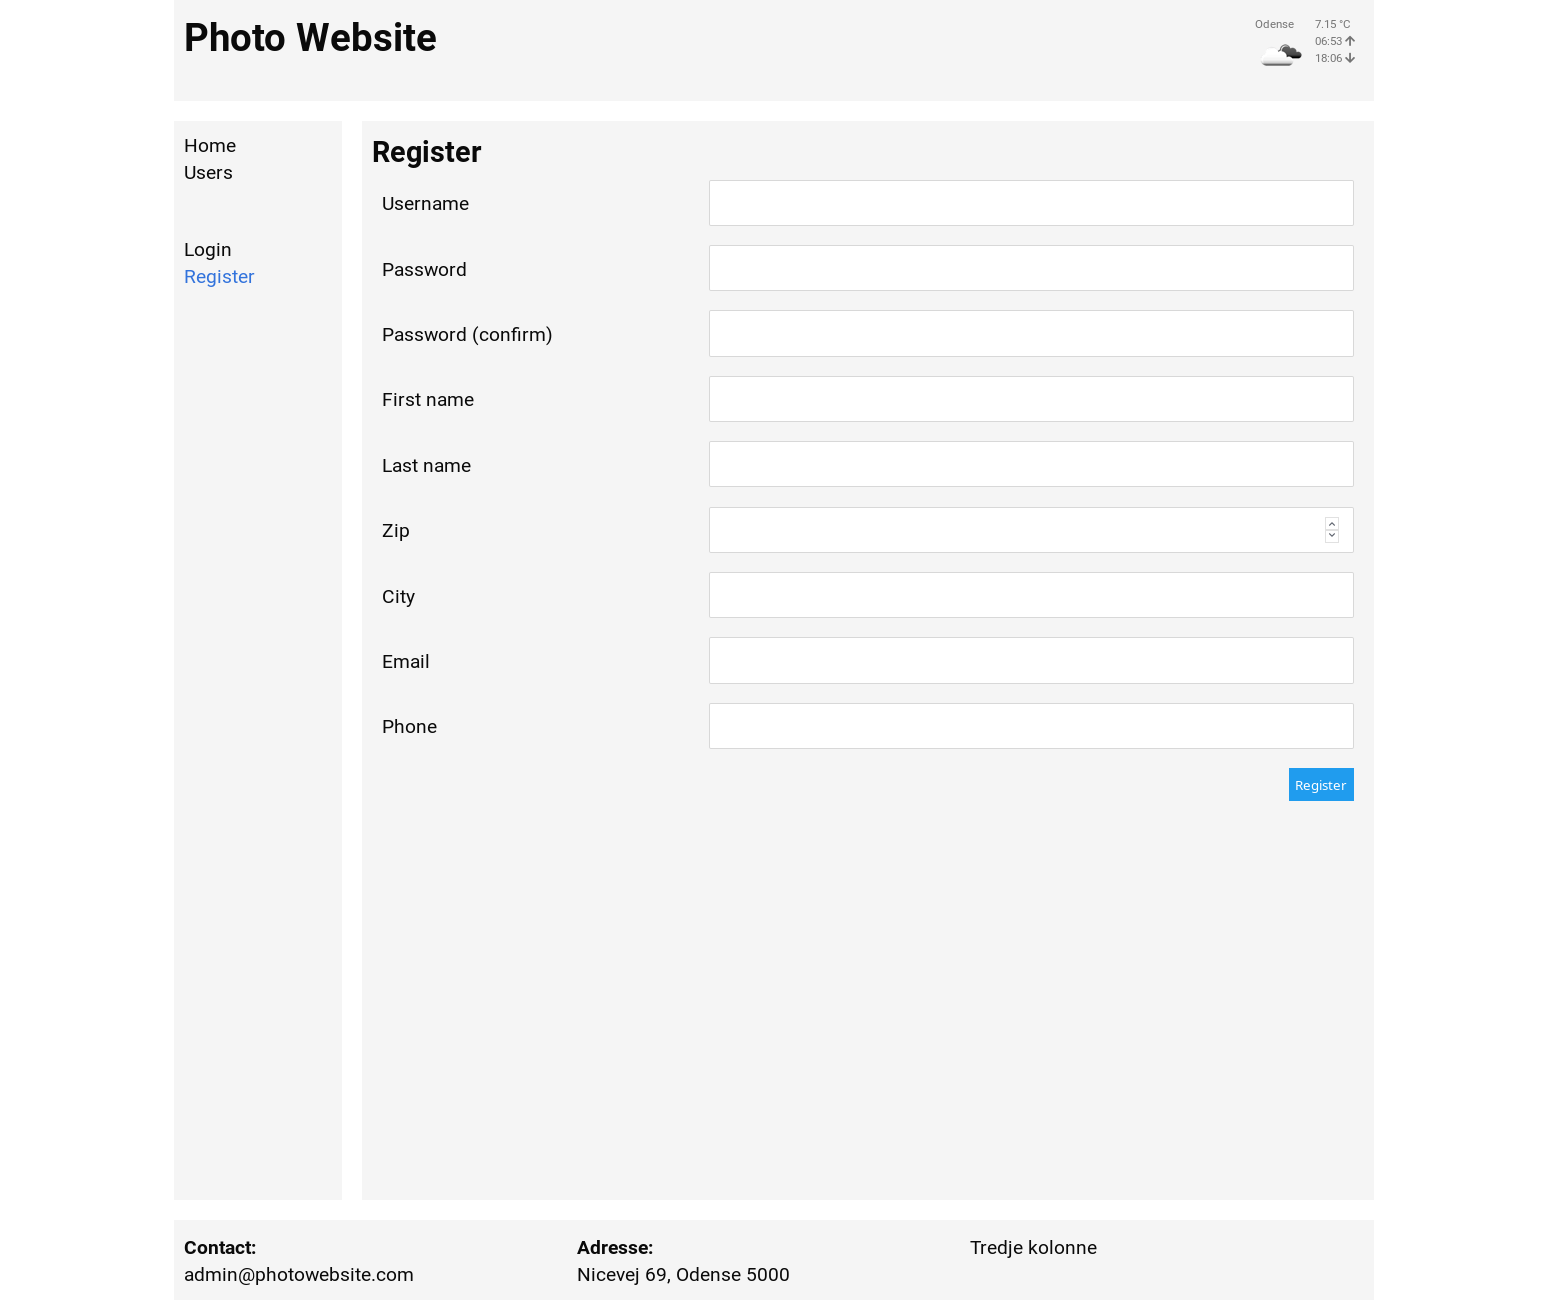 Photo Website
Odense
7.15 °C
06:53
18:06
Home
Users
Login
Register
Register
Username
Password
Password (confirm)
First name
Last name
Zip
City
Email
Phone
Register
Contact:
admin@photowebsite.com
Adresse:
Nicevej 69, Odense 5000
Tredje kolonne